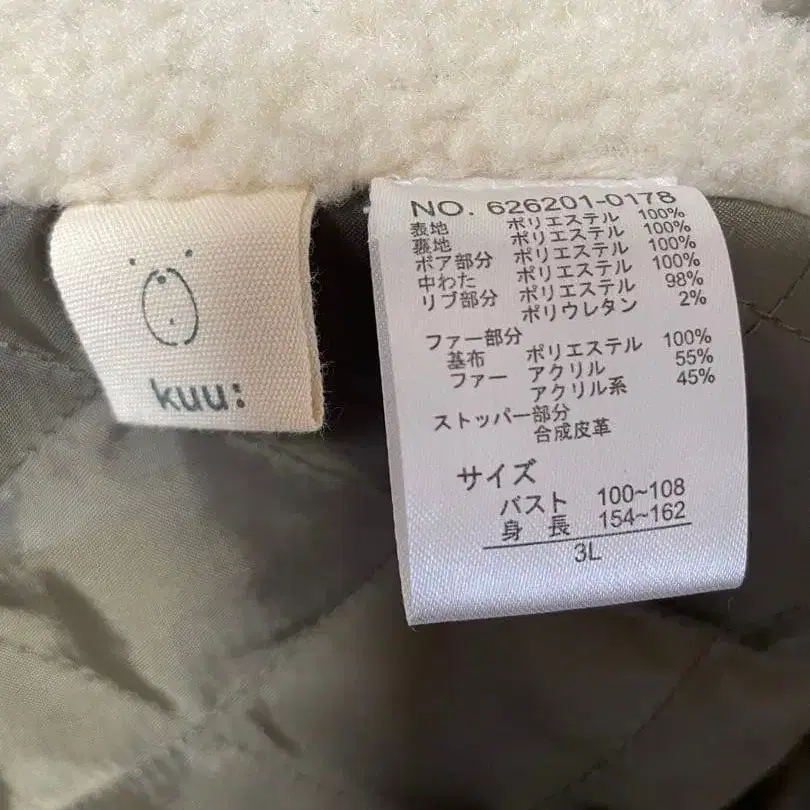 kuu:
NO. 626201-0178
表地 ポリエステル 100%
裏地 ポリエステル 100%
ボア部分 ポリエステル 100%
中わた ポリエステル 100%
リブ部分 ポリエステル 98%
ポリウレタン 2%
ファー部分
基布 ポリエステル 100%
ファー アクリル 55%
アクリル系 45%
ストッパー部分
合成皮革
サイズ
バスト 100~108
身 長 154~162
3L